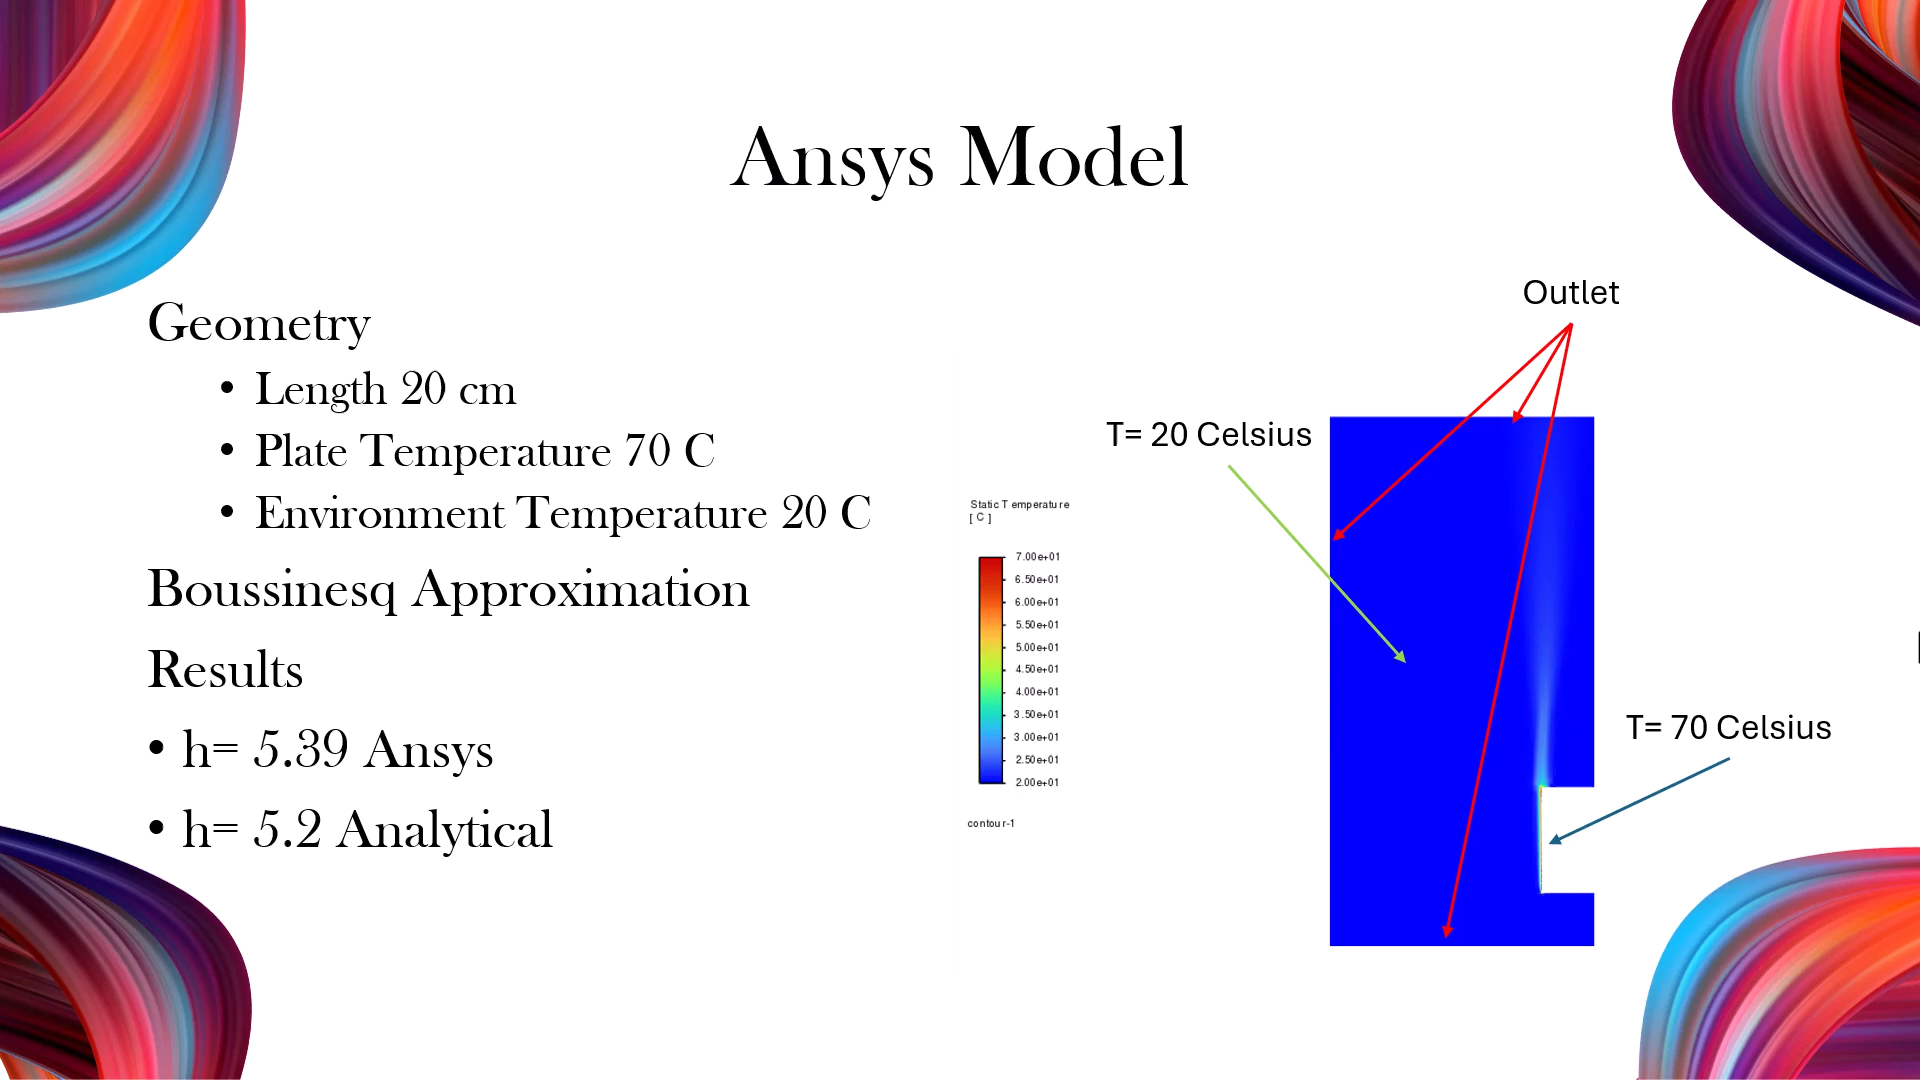 Ansys Model
Geometry
• Length 20 cm
• Plate Temperature 70 C
• Environment Temperature 20 C
Boussinesq Approximation
Results
• h= 5.39 Ansys
• h= 5.2 Analytical
Outlet
T= 20 Celsius
Static Temperature
[ C ]
7.00e+01
6.50e+01
6.00e+01
5.50e+01
5.00e+01
4.50e+01
4.00e+01
3.50e+01
3.00e+01
2.50e+01
2.00e+01
contour-1
T= 70 Celsius